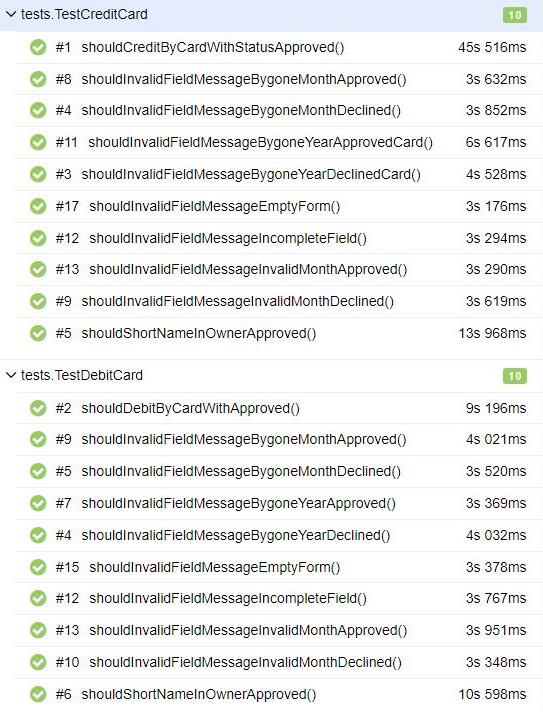 tests.TestCreditCard 10
#1 shouldCreditByCardWithStatusApproved() 45s 516ms
#8 shouldInvalidFieldMessageBygoneMonthApproved() 3s 632ms
#4 shouldInvalidFieldMessageBygoneMonthDeclined() 3s 852ms
#11 shouldInvalidFieldMessageBygoneYearApprovedCard() 6s 617ms
#3 shouldInvalidFieldMessageBygoneYearDeclinedCard() 4s 528ms
#17 shouldInvalidFieldMessageEmptyForm() 3s 176ms
#12 shouldInvalidFieldMessageIncompleteField() 3s 294ms
#13 shouldInvalidFieldMessageInvalidMonthApproved() 3s 290ms
#9 shouldInvalidFieldMessageInvalidMonthDeclined() 3s 619ms
#5 shouldShortNameInOwnerApproved() 13s 968ms
tests.TestDebitCard 10
#2 shouldDebitByCardWithApproved() 9s 196ms
#9 shouldInvalidFieldMessageBygoneMonthApproved() 4s 021ms
#5 shouldInvalidFieldMessageBygoneMonthDeclined() 3s 520ms
#7 shouldInvalidFieldMessageBygoneYearApproved() 3s 369ms
#4 shouldInvalidFieldMessageBygoneYearDeclined() 4s 032ms
#15 shouldInvalidFieldMessageEmptyForm() 3s 378ms
#12 shouldInvalidFieldMessageIncompleteField() 3s 767ms
#13 shouldInvalidFieldMessageInvalidMonthApproved() 3s 951ms
#10 shouldInvalidFieldMessageInvalidMonthDeclined() 3s 348ms
#6 shouldShortNameInOwnerApproved() 10s 598ms